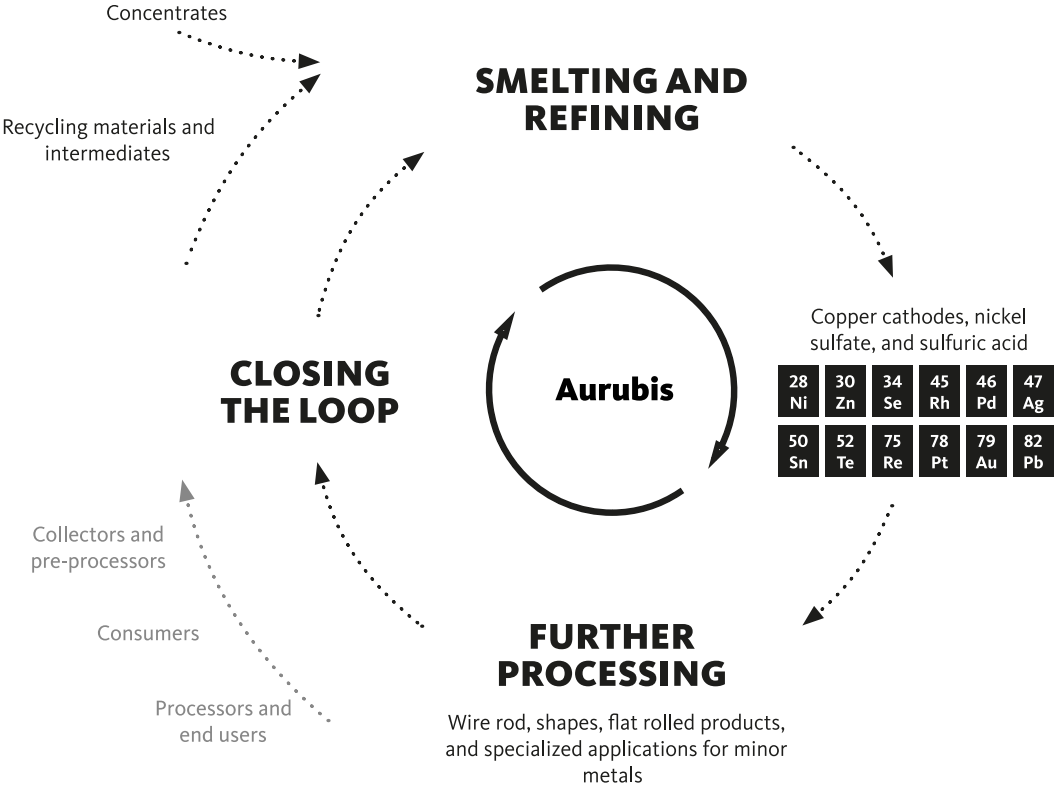 Concentrates
SMELTING AND
REFINING
Recycling materials and
intermediates
Copper cathodes, nickel
sulfate, and sulfuric acid
28 30 34 45 46 47
Ni Zn Se Rh Pd Ag
50 52 75 78 79 82
Sn Te Re Pt Au Pb
CLOSING
THE LOOP
Aurubis
Collectors and
pre-processors
Consumers
Processors and
end users
FURTHER
PROCESSING
Wire rod, shapes, flat rolled products,
and specialized applications for minor
metals